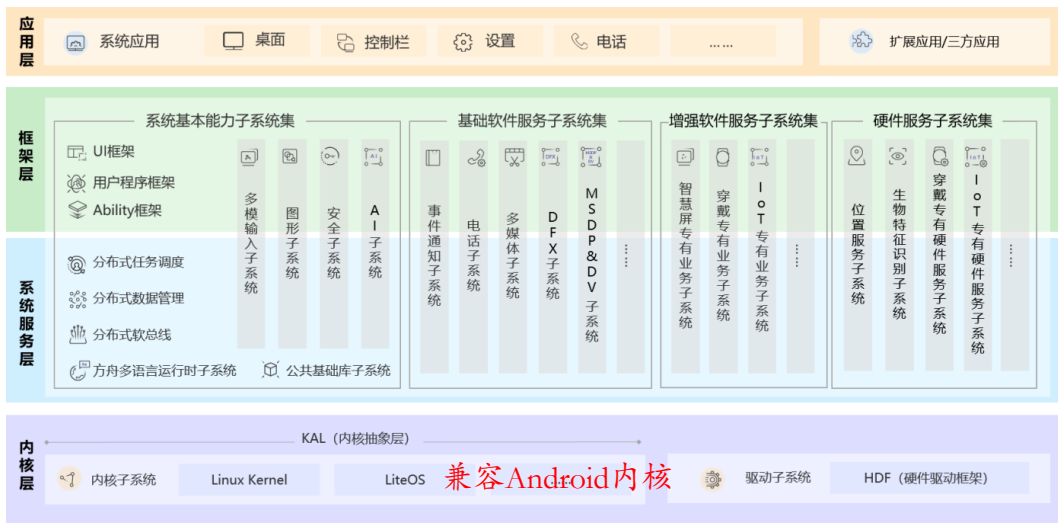 应用层
系统应用
桌面
控制栏
设置
电话
... ...
扩展应用/三方应用
框架层
系统基本能力子系统集
UI框架
用户程序框架
Ability框架
多模输入子系统
图形子系统
安全子系统
AI子系统
系统服务层
分布式任务调度
分布式数据管理
分布式软总线
方舟多语言运行时子系统
公共基础库子系统
基础软件服务子系统集
事件通知子系统
电话子系统
多媒体子系统
DFX
DFX子系统
MSDP&DV子系统
......
增强软件服务子系统集
智慧屏专有业务子系统
穿戴专有业务子系统
IoT
IoT专有业务子系统
......
硬件服务子系统集
位置服务子系统
生物特征识别子系统
穿戴专有硬件服务子系统
IoT
IoT专有硬件服务子系统
......
内核层
KAL（内核抽象层）
内核子系统
Linux Kernel
LiteOS
兼容Android内核
驱动子系统
HDF（硬件驱动框架）